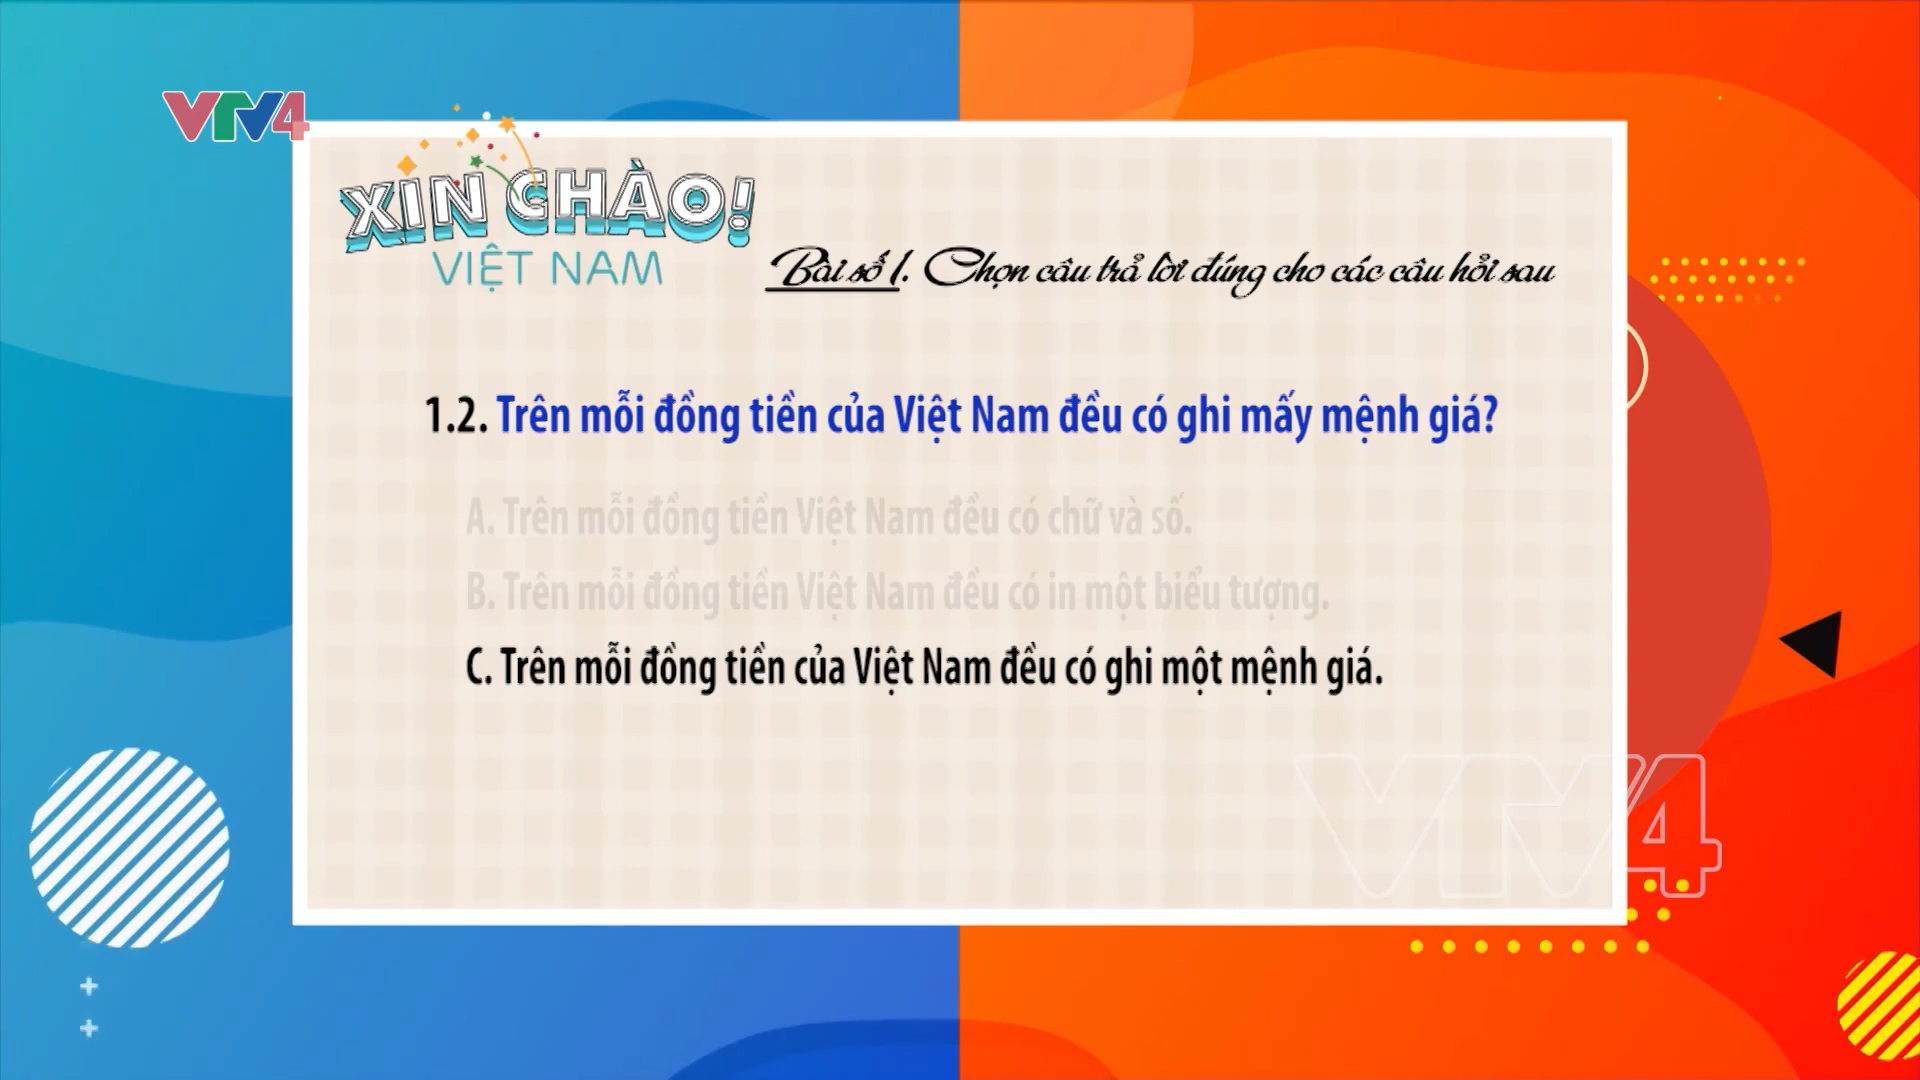 VTV4
XIN CHÀO!
VIỆT NAM
Bài số 1. Chọn câu trả lời đúng cho các câu hỏi sau
1.2. Trên mỗi đồng tiền của Việt Nam đều có ghi mấy mệnh giá?
A. Trên mỗi đồng tiền Việt Nam đều có chữ và số.
B. Trên mỗi đồng tiền Việt Nam đều có in một biểu tượng.
C. Trên mỗi đồng tiền của Việt Nam đều có ghi một mệnh giá.
VTV4